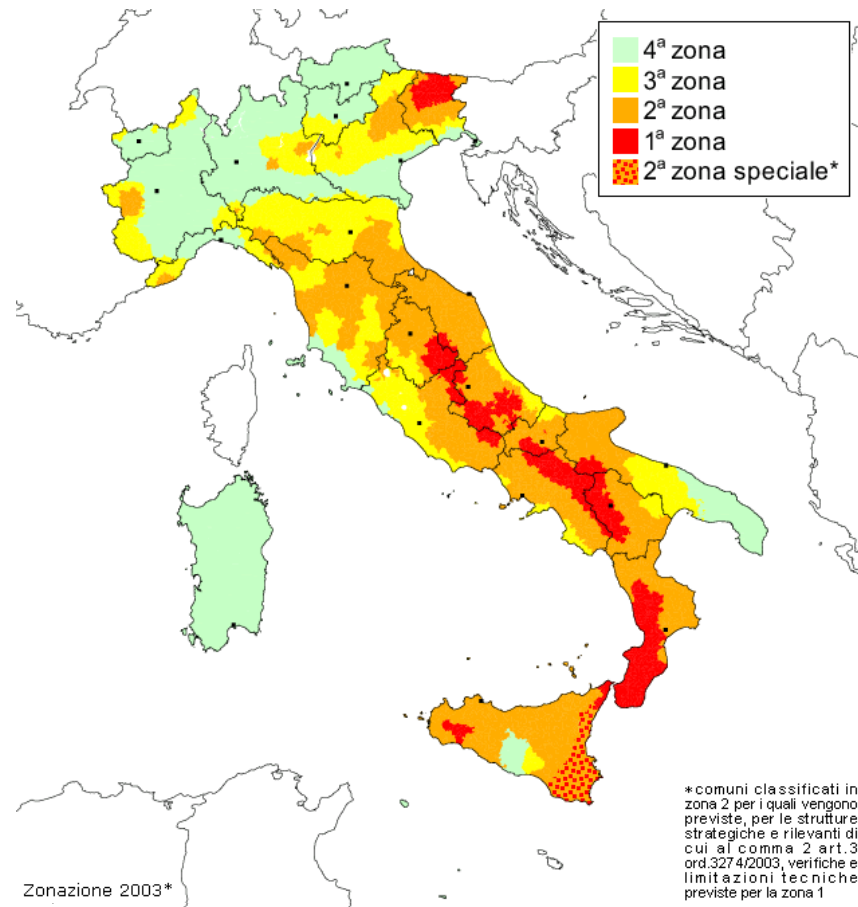 4ª zona
3ª zona
2ª zona
1ª zona
2ª zona speciale*
*comuni classificati in
zona 2 per i quali vengono
previste, per le strutture
strategiche e rilevanti di
cui al comma 2 art.3
ord.3274/2003, verifiche e
limitazioni tecniche
previste per la zona 1
Zonazione 2003*